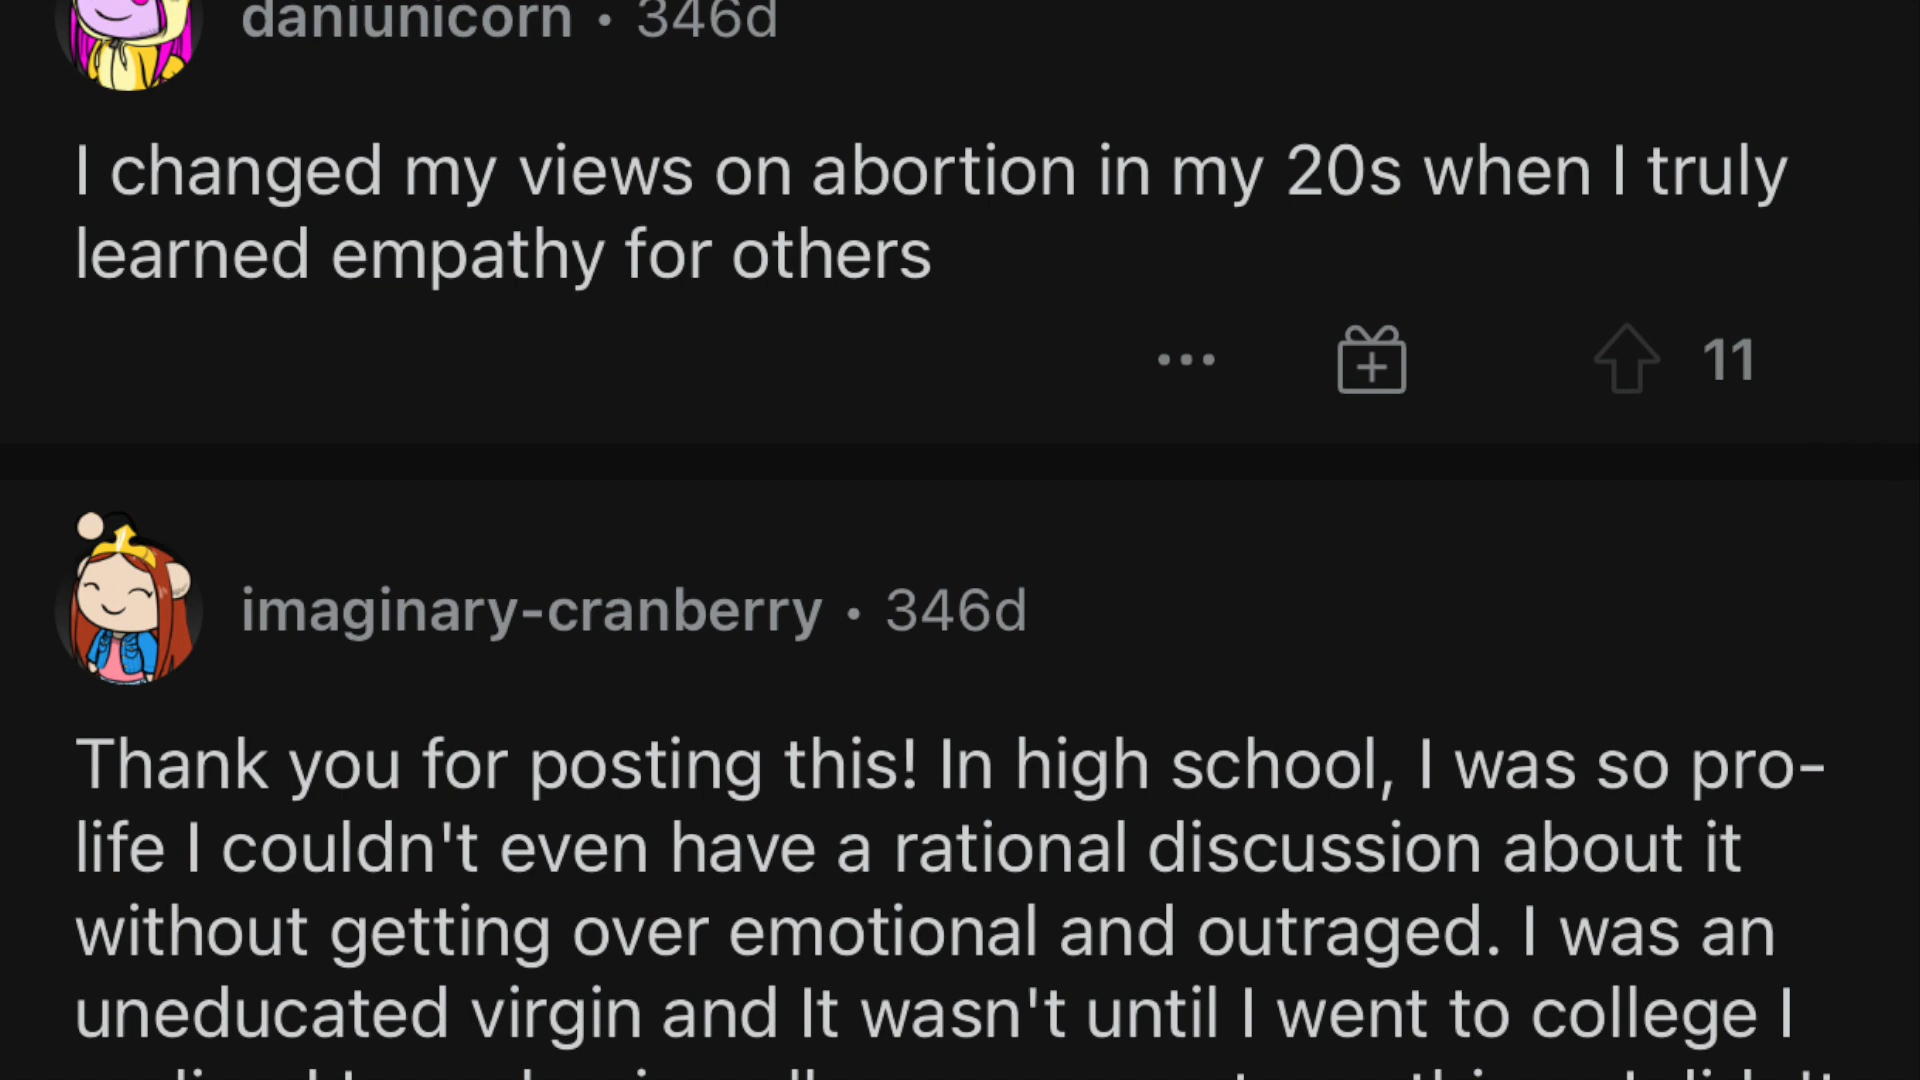 daniunicorn • 346d
I changed my views on abortion in my 20s when I truly
learned empathy for others
11
imaginary-cranberry • 346d
Thank you for posting this! In high school, I was so pro-
life I couldn't even have a rational discussion about it
without getting over emotional and outraged. I was an
uneducated virgin and It wasn't until I went to college I